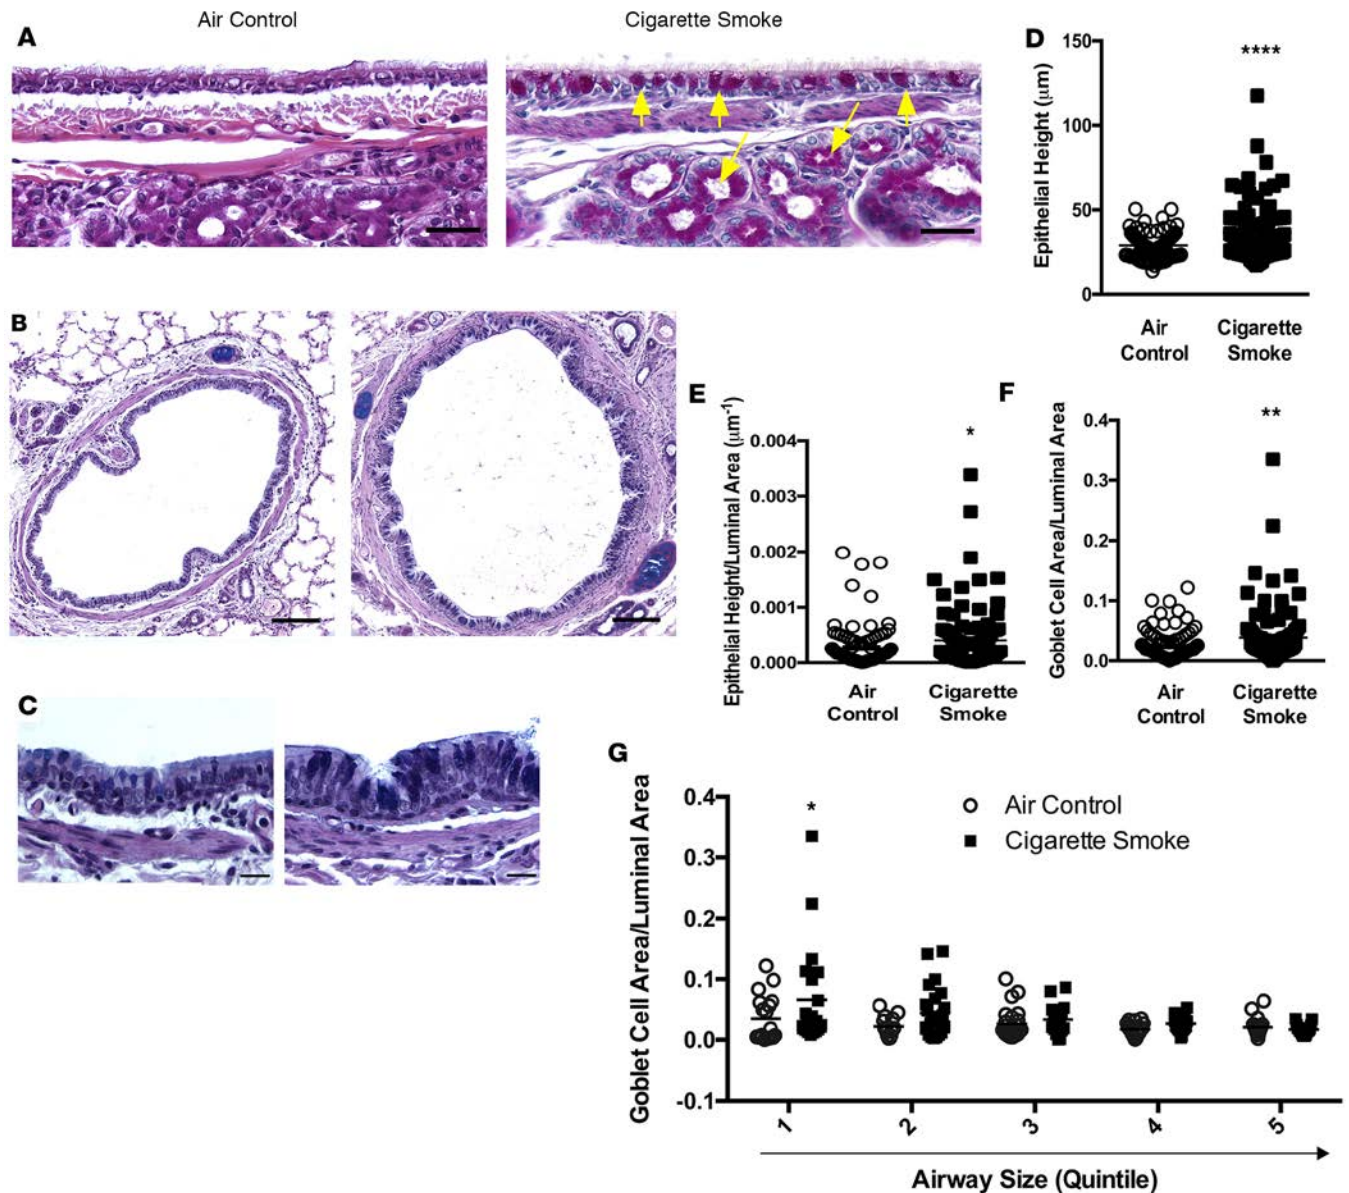 Air Control
Cigarette Smoke
A
D
Epithelial Height (μm)
150
100
50
0
****
Air
Control
Cigarette
Smoke
B
E
Epithelial Height/Luminal Area (μm⁻¹)
0.004
0.003
0.002
0.001
0.000
*
Air
Control
Cigarette
Smoke
F
Goblet Cell Area/Luminal Area
0.4
0.3
0.2
0.1
0.0
**
Air
Control
Cigarette
Smoke
C
G
Goblet Cell Area/Luminal Area
0.4
0.3
0.2
0.1
0.0
-0.1
*
Air Control
Cigarette Smoke
1
2
3
4
5
Airway Size (Quintile)